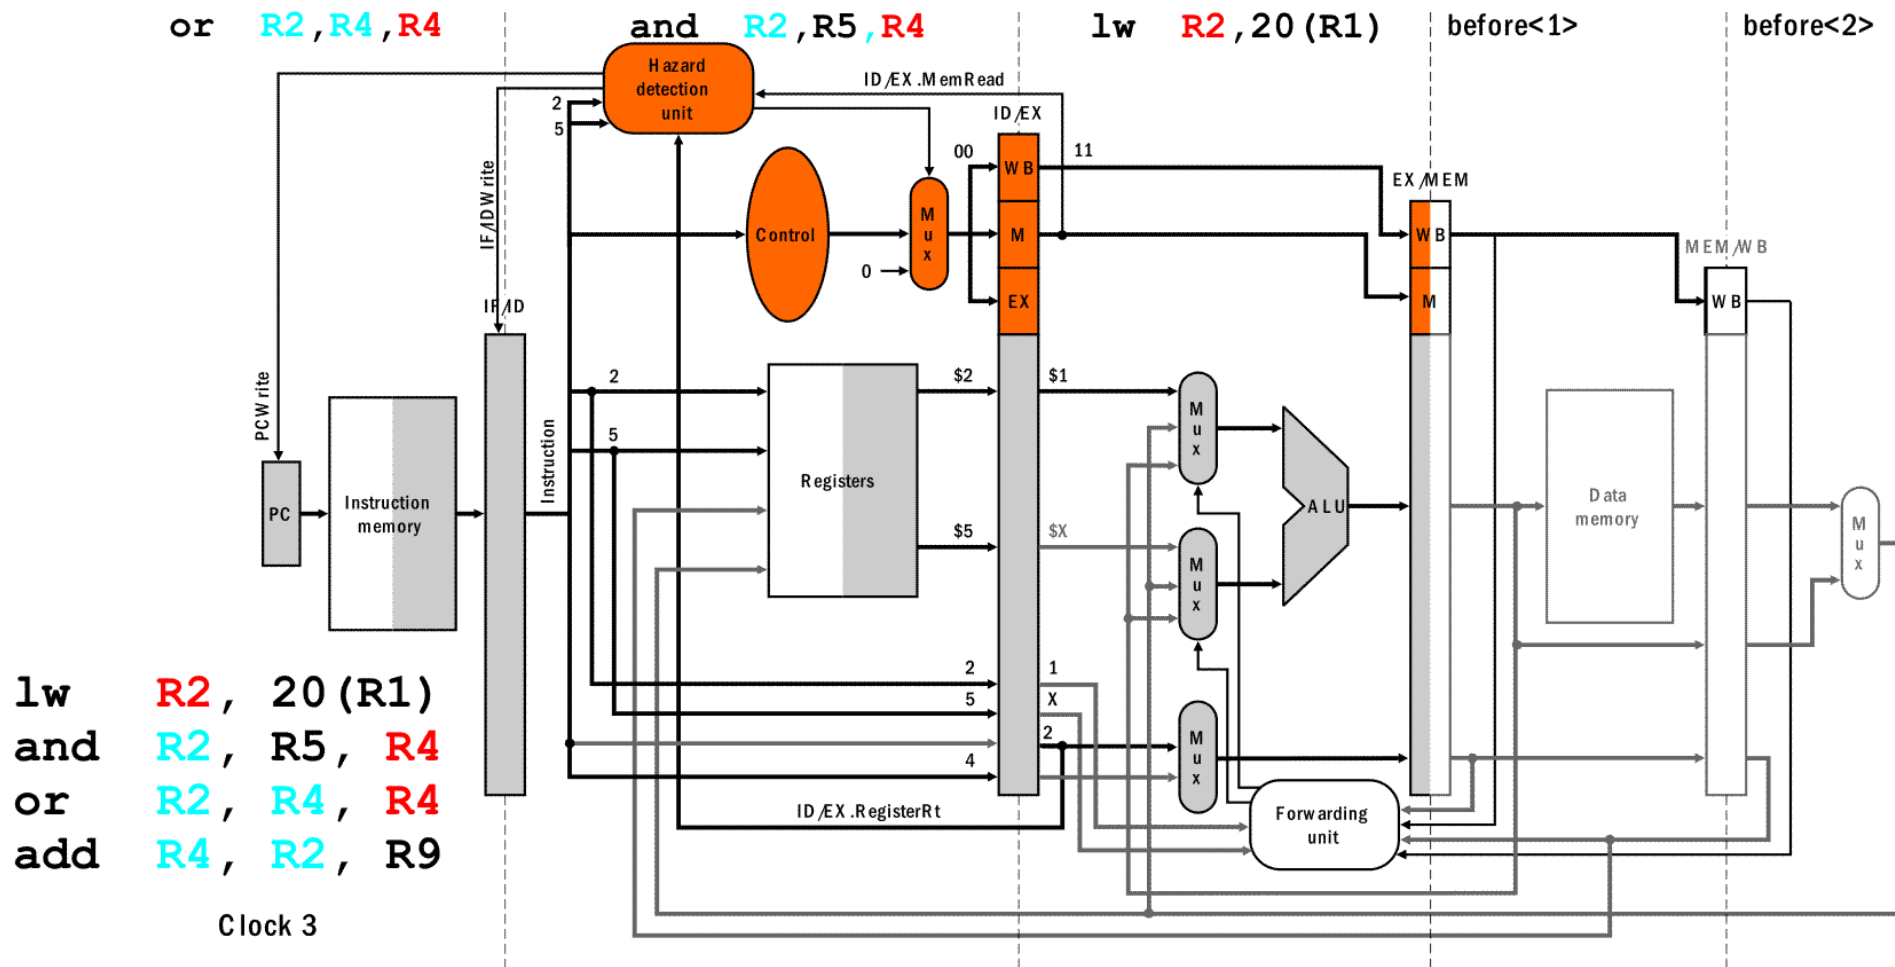 or R2,R4,R4
and R2,R5,R4
lw R2,20(R1)
before<1>
before<2>
Hazard
detection
unit
2
5
ID/EX.MemRead
ID/EX
00
WB
11
M
EX
IF/IDWrite
Control
Mux
0
EX/MEM
WB
M
MEM/WB
WB
IF/ID
PCWrite
PC
Instruction
memory
Instruction
2
5
Registers
$2
$5
$1
$X
Mux
Mux
ALU
Data
memory
Mux
2
5
4
1
X
2
Mux
ID/EX.RegisterRt
Forwarding
unit
lw R2, 20(R1)
and R2, R5, R4
or R2, R4, R4
add R4, R2, R9
Clock 3